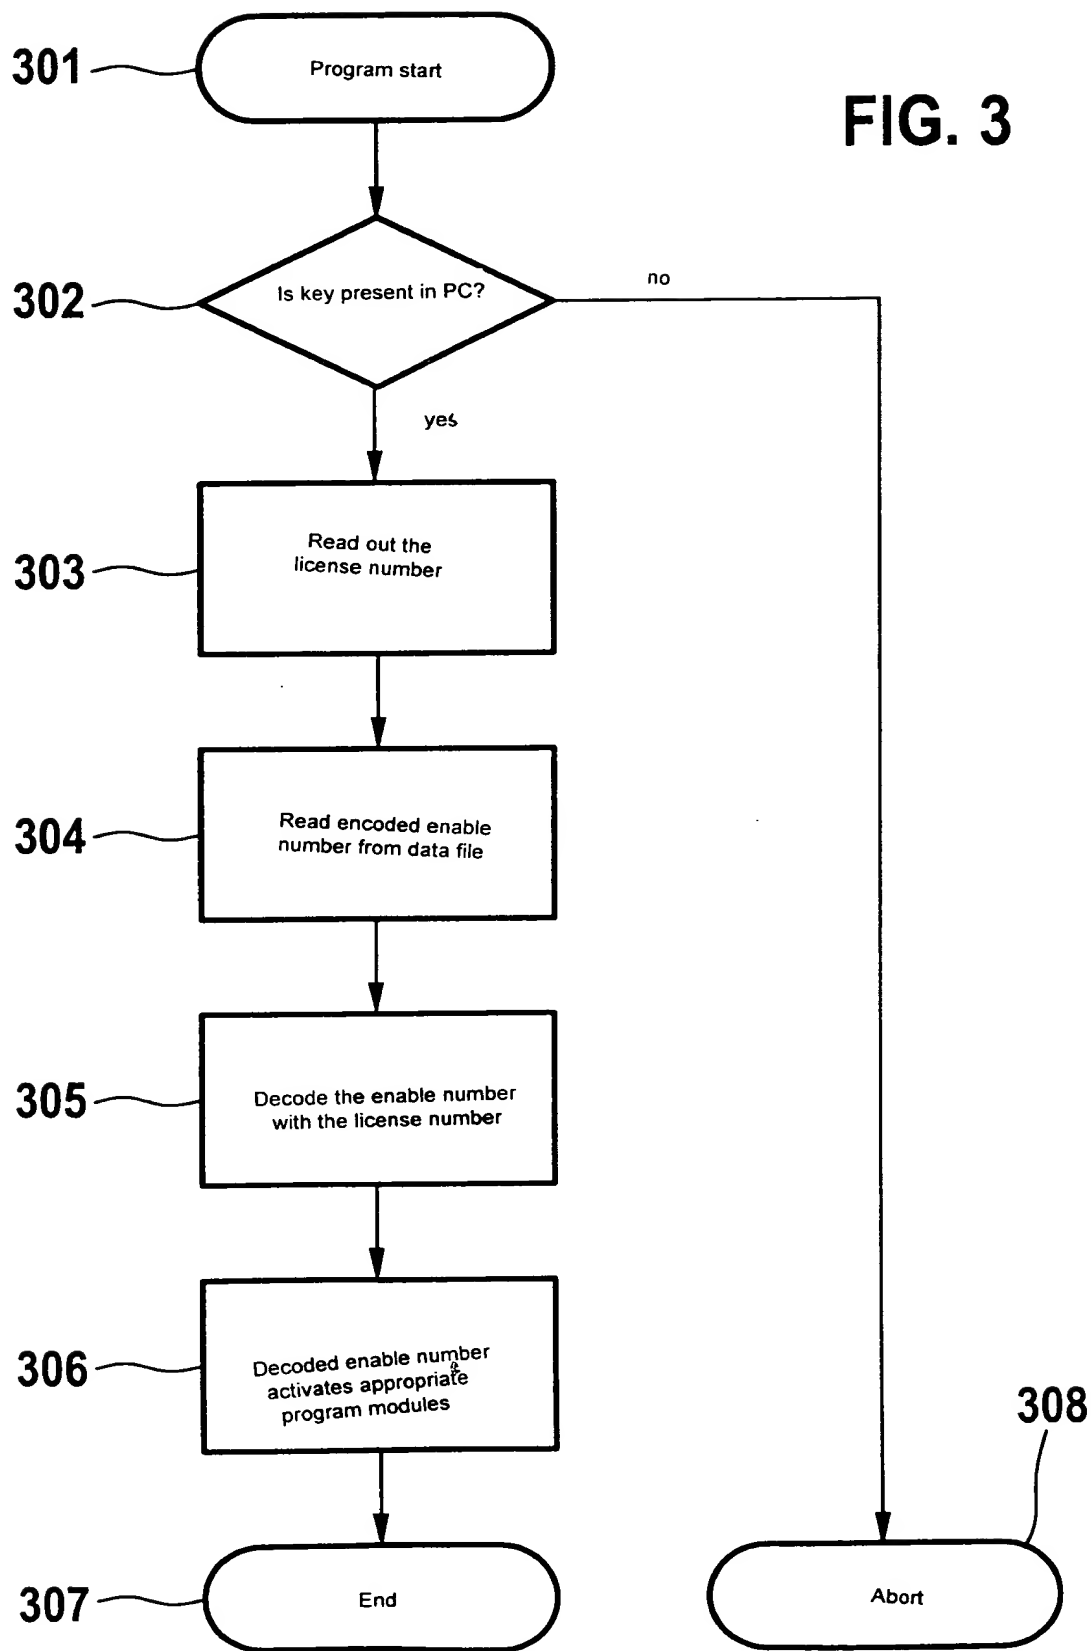 FIG. 3
301
Program start
302
Is key present in PC?
no
yes
303
Read out the
license number
304
Read encoded enable
number from data file
305
Decode the enable number
with the license number
306
Decoded enable number
activates appropriate
program modules
308
307
End
Abort